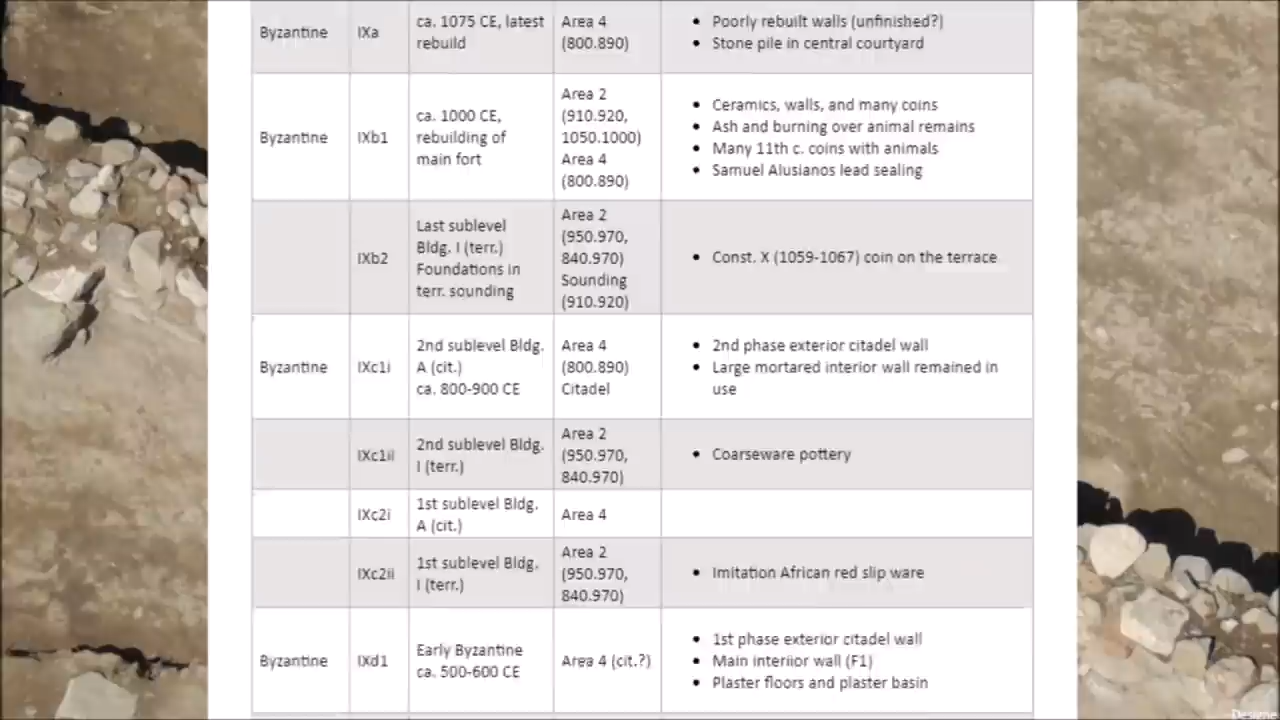 Byzantine
IXa
ca. 1075 CE, latest
rebuild
Area 4
(800.890)
• Poorly rebuilt walls (unfinished?)
• Stone pile in central courtyard
Byzantine
IXb1
ca. 1000 CE,
rebuilding of
main fort
Area 2
(910.920,
1050.1000)
Area 4
(800.890)
• Ceramics, walls, and many coins
• Ash and burning over animal remains
• Many 11th c. coins with animals
• Samuel Alusianos lead sealing
IXb2
Last sublevel
Bldg. I (terr.)
Foundations in
terr. sounding
Area 2
(950.970,
840.970)
Sounding
(910.920)
• Const. X (1059-1067) coin on the terrace
Byzantine
IXc1i
2nd sublevel Bldg.
A (cit.)
ca. 800-900 CE
Area 4
(800.890)
Citadel
• 2nd phase exterior citadel wall
• Large mortared interior wall remained in
use
IXc1ii
2nd sublevel Bldg.
I (terr.)
Area 2
(950.970,
840.970)
• Coarseware pottery
IXc2i
1st sublevel Bldg.
A (cit.)
Area 4
IXc2ii
1st sublevel Bldg.
I (terr.)
Area 2
(950.970,
840.970)
• Imitation African red slip ware
Byzantine
IXd1
Early Byzantine
ca. 500-600 CE
Area 4 (cit.?)
• 1st phase exterior citadel wall
• Main interiior wall (F1)
• Plaster floors and plaster basin